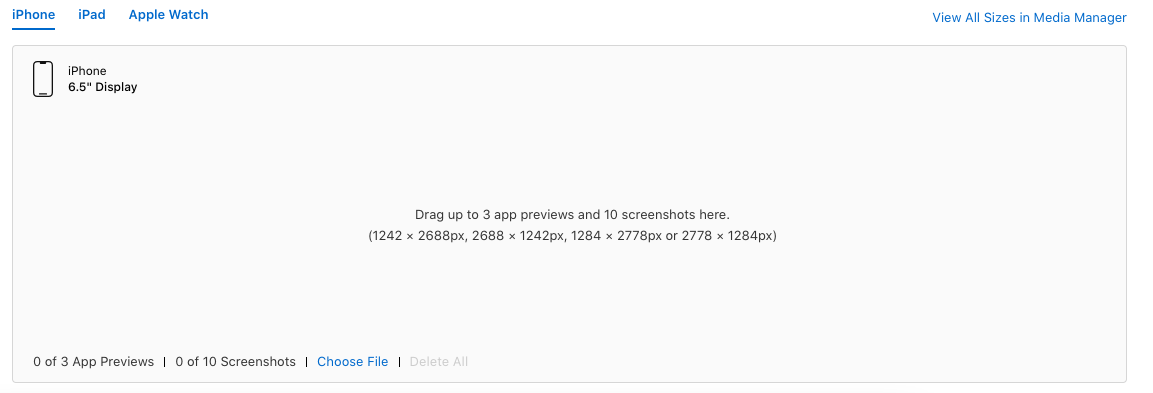 iPhone iPad Apple Watch View All Sizes in Media Manager
iPhone
6.5" Display
Drag up to 3 app previews and 10 screenshots here.
(1242 × 2688px, 2688 × 1242px, 1284 × 2778px or 2778 × 1284px)
0 of 3 App Previews | 0 of 10 Screenshots | Choose File | Delete All